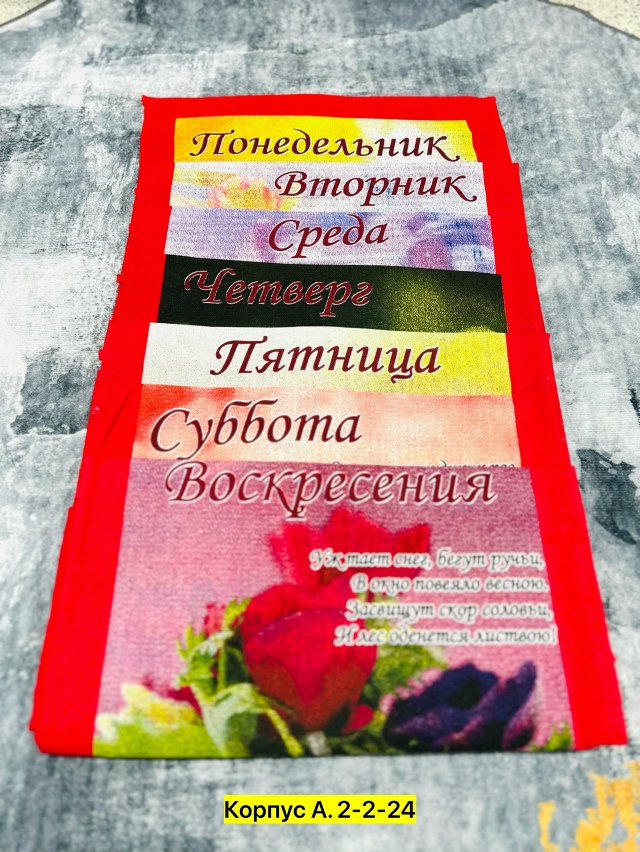 Понедельник
Вторник
Среда
Четверг
Пятница
Суббота
Воскресения
Уж тает снег, бегут ручьи,
В окно повеяло весною.
Засвищут скор соловьи,
И лес оденется листвою!
Корпус А. 2-2-24